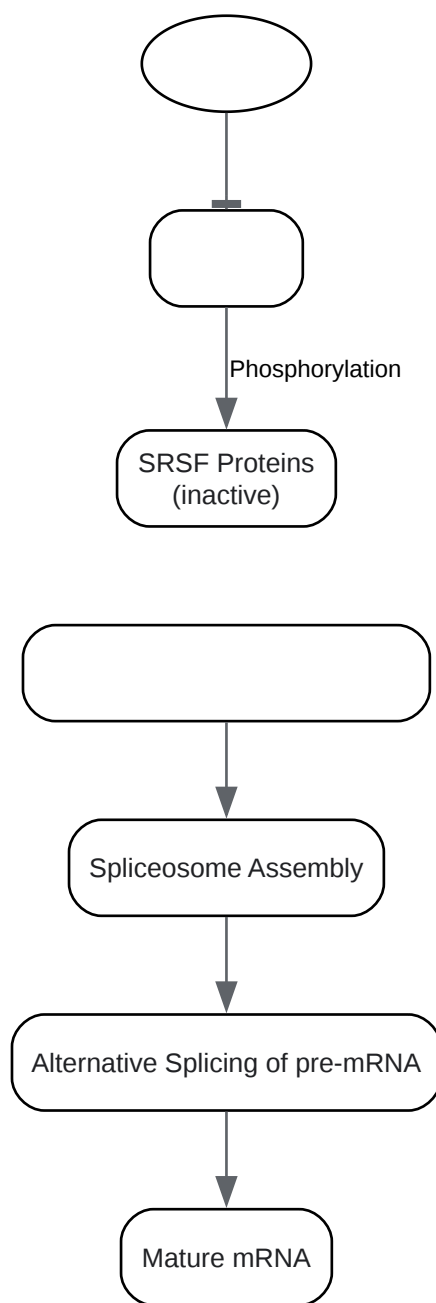 Phosphorylation
SRSF Proteins
(inactive)
Spliceosome Assembly
Alternative Splicing of pre-mRNA
Mature mRNA